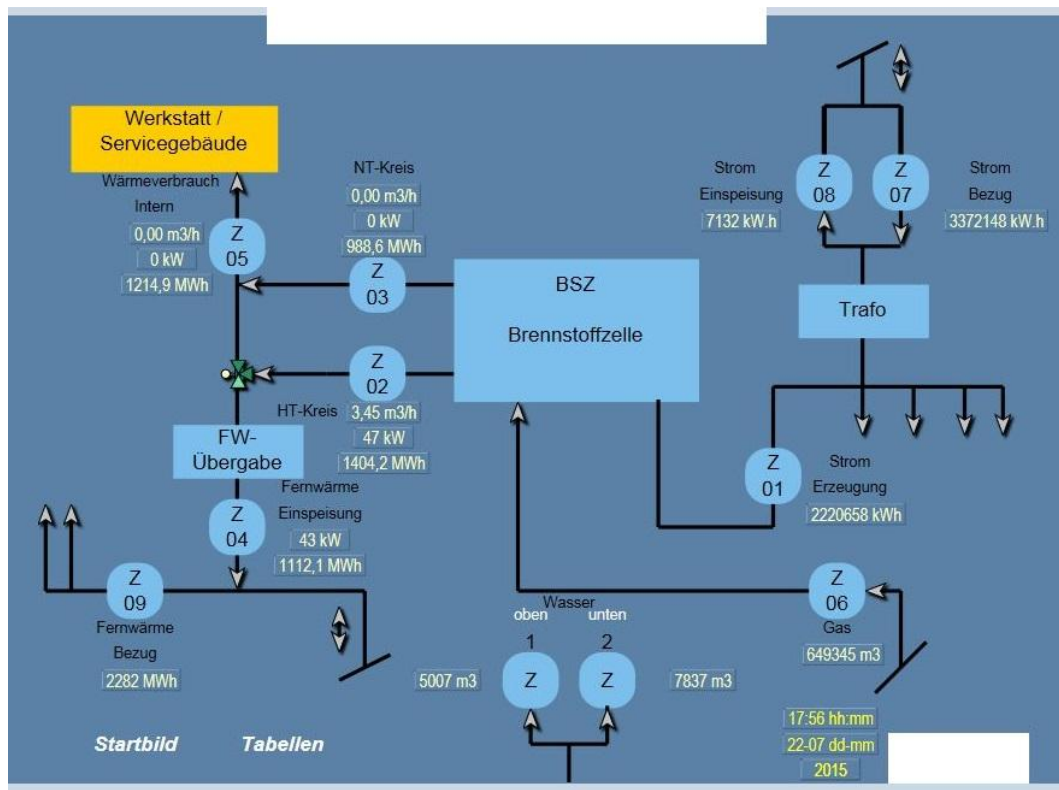 Werkstatt /
Servicegebäude
Wärmeverbrauch
Intern
0,00 m3/h
0 kW
1214,9 MWh
Z
05
NT-Kreis
0,00 m3/h
0 kW
988,6 MWh
Z
03
BSZ
Brennstoffzelle
Strom
Einspeisung
7132 kW.h
Z
08
Z
07
Strom
Bezug
3372148 kW.h
Trafo
Z
02
HT-Kreis
3,45 m3/h
47 kW
1404,2 MWh
FW-
Übergabe
Fernwärme
Einspeisung
43 kW
1112,1 MWh
Z
04
Z
01
Strom
Erzeugung
2220658 kWh
Z
09
Fernwärme
Bezug
2282 MWh
Z
06
Gas
649345 m3
Wasser
oben
unten
1
2
5007 m3
Z
Z
7837 m3
17:56 hh:mm
22-07 dd-mm
2015
Startbild
Tabellen